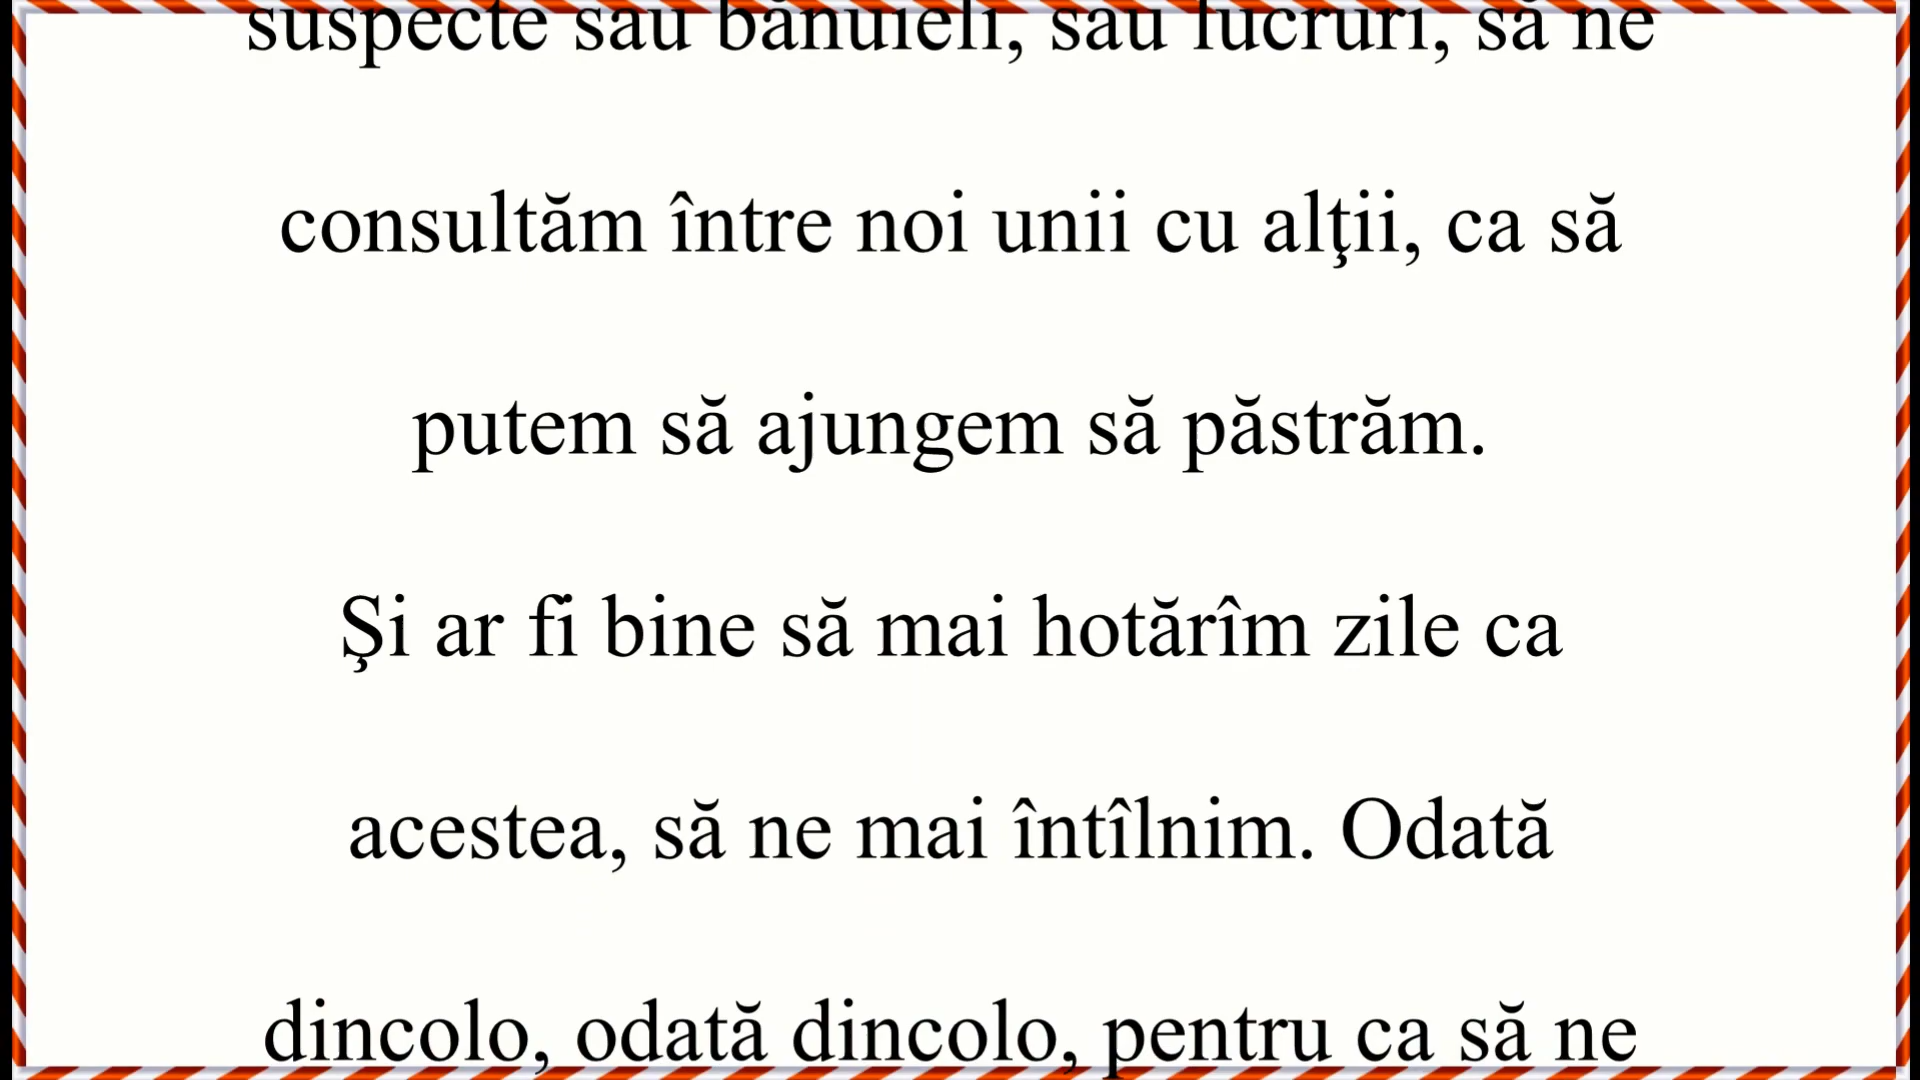 suspecte sau bănuieli, sau lucruri, să ne
consultăm între noi unii cu alţii, ca să
putem să ajungem să păstrăm.
Şi ar fi bine să mai hotărîm zile ca
acestea, să ne mai întîlnim. Odată
dincolo, odată dincolo, pentru ca să ne